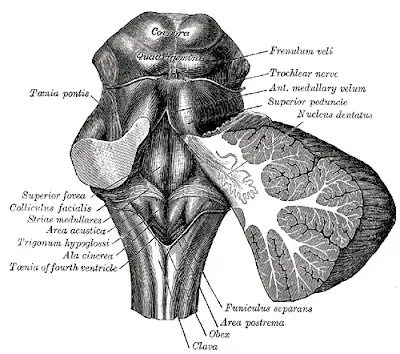 Corpora
Quadrigemina
Frenulum veli
Trochlear nerve
Tænia pontis
Ant. medullary velum
Superior peduncle
Nucleus dentatus
Superior fovea
Colliculus facialis
Striae medullares
Area acustica
Trigonum hypoglossi
Ala cinerea
Tænia of fourth ventricle
Funiculus separans
Area postrema
Obex
Clava